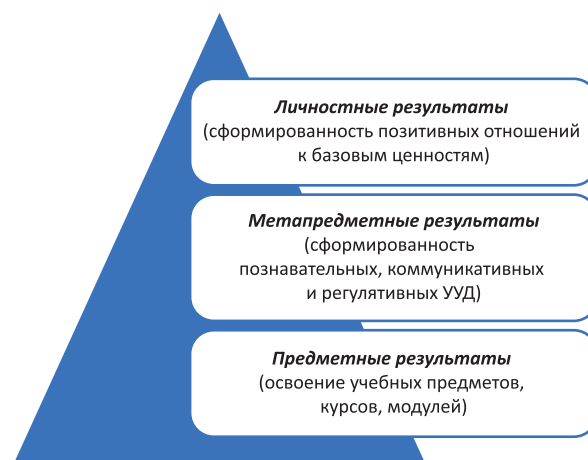 Личностные результаты
(сформированность позитивных отношений
к базовым ценностям)
Метапредметные результаты
(сформированность
познавательных, коммуникативных
и регулятивных УУД)
Предметные результаты
(освоение учебных предметов,
курсов, модулей)